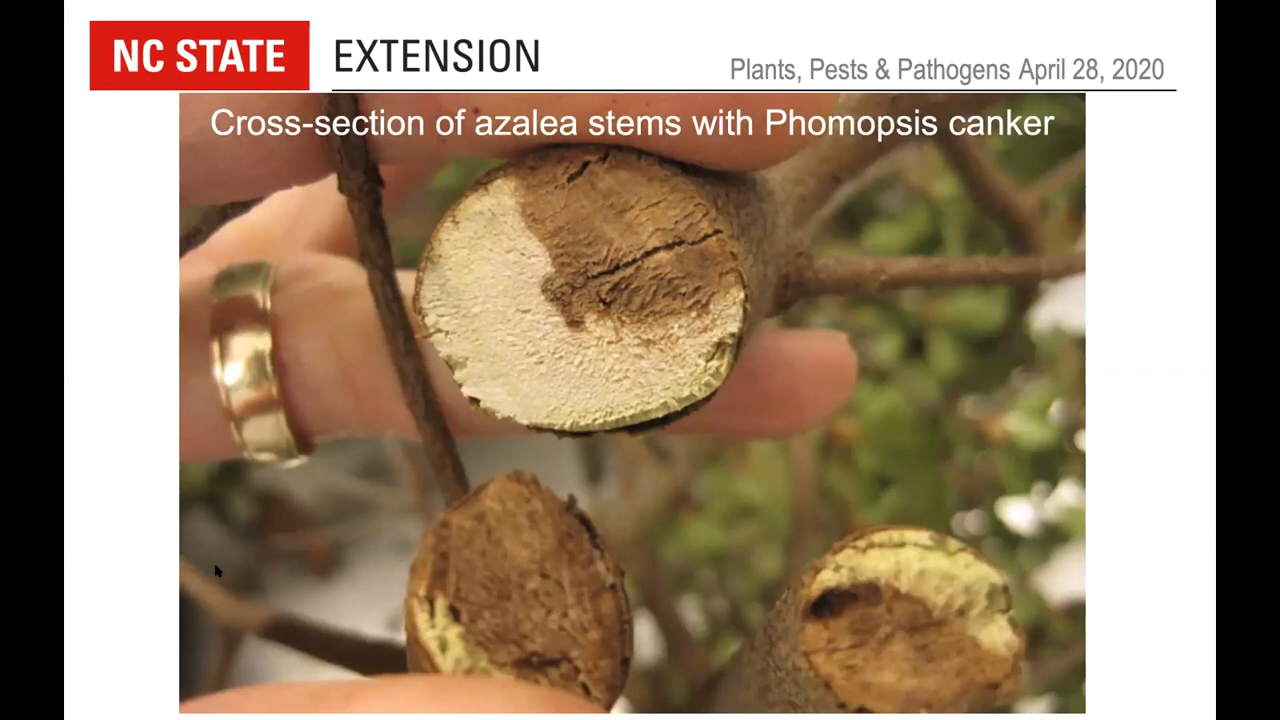 NC STATE EXTENSION
Plants, Pests & Pathogens April 28, 2020
Cross-section of azalea stems with Phomopsis canker